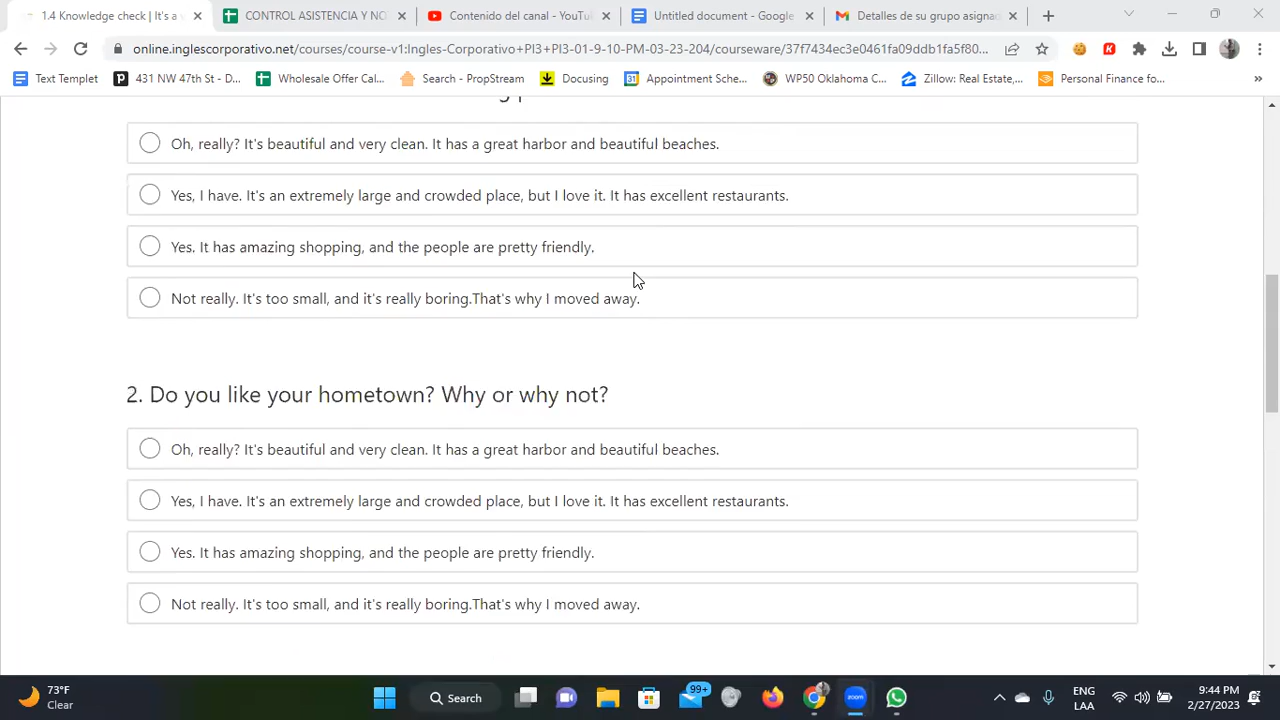 1.4 Knowledge check | It's a v
CONTROL ASISTENCIA Y NO
Contenido del canal – YouTu
Untitled document - Google
Detalles de su grupo asigna
online.inglescorporativo.net/courses/course-v1:Ingles-Corporativo+PI3+PI3-01-9-10-PM-03-23-204/courseware/37f7434ec3e0461fa09ddb1fa5f80...
Text Templet
431 NW 47th St - D...
Wholesale Offer Cal...
Search - PropStream
Docusing
Appointment Sche...
WP50 Oklahoma C...
Zillow: Real Estate,...
Personal Finance fo...
Oh, really? It's beautiful and very clean. It has a great harbor and beautiful beaches.
Yes, I have. It's an extremely large and crowded place, but I love it. It has excellent restaurants.
Yes. It has amazing shopping, and the people are pretty friendly.
Not really. It's too small, and it's really boring.That's why I moved away.
2. Do you like your hometown? Why or why not?
Oh, really? It's beautiful and very clean. It has a great harbor and beautiful beaches.
Yes, I have. It's an extremely large and crowded place, but I love it. It has excellent restaurants.
Yes. It has amazing shopping, and the people are pretty friendly.
Not really. It's too small, and it's really boring.That's why I moved away.
73°F
Clear
Search
99+
zoom
ENG
LAA
9:44 PM
2/27/2023